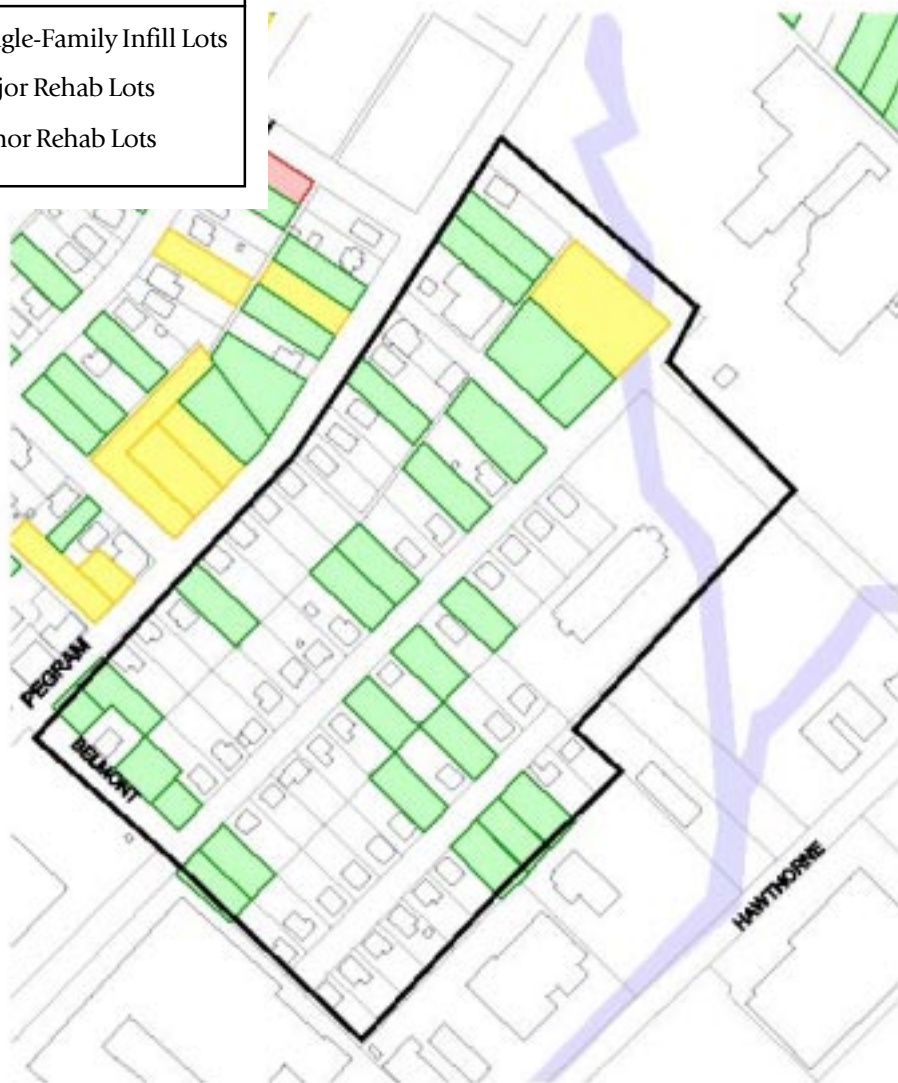 gle-Family Infill Lots
jor Rehab Lots
nor Rehab Lots
PEGRAM
BELMONT
HAWTHORNE